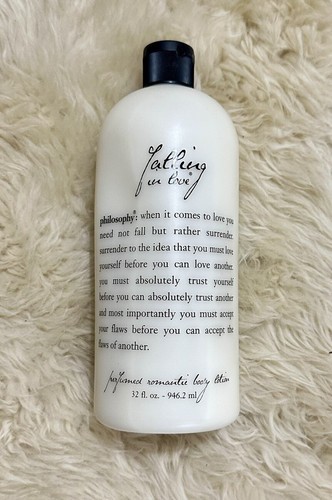 falling
in love®
philosophy®: when it comes to love you
need not fall but rather surrender.
surrender to the idea that you must love
yourself before you can love another.
you must absolutely trust yourself
before you can absolutely trust another
and most importantly you must accept
your flaws before you can accept the
flaws of another.
perfumed romantic body lotion
32 fl. oz. - 946.2 ml